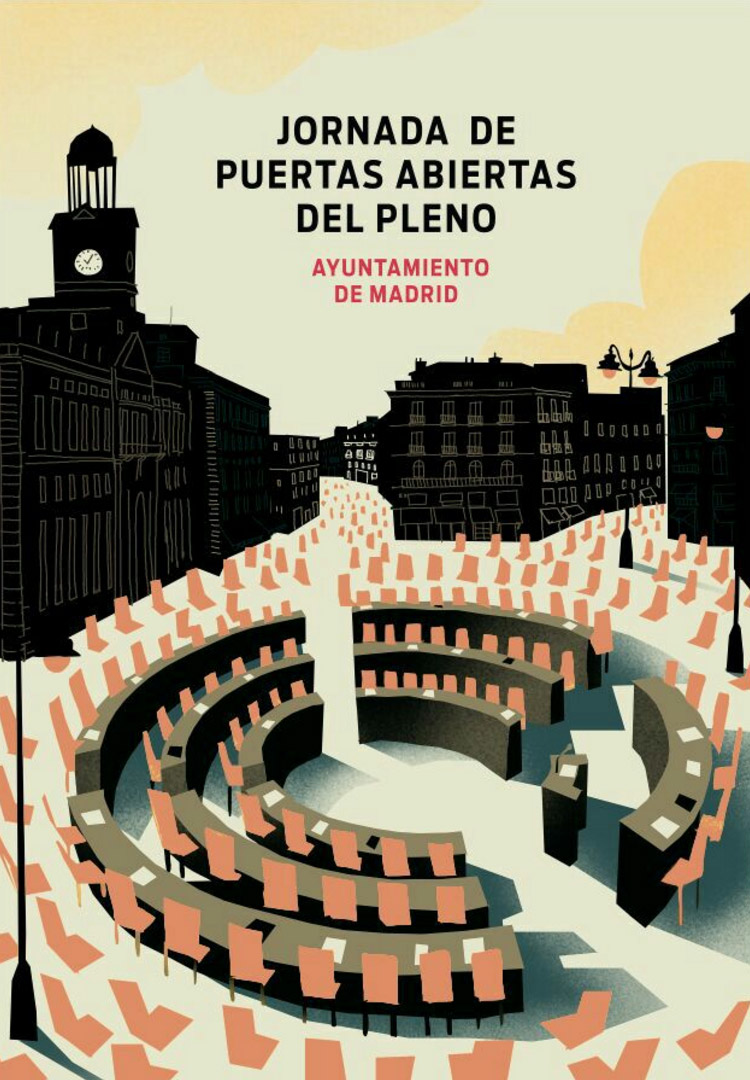 JORNADA DE
PUERTAS ABIERTAS
DEL PLENO
AYUNTAMIENTO
DE MADRID